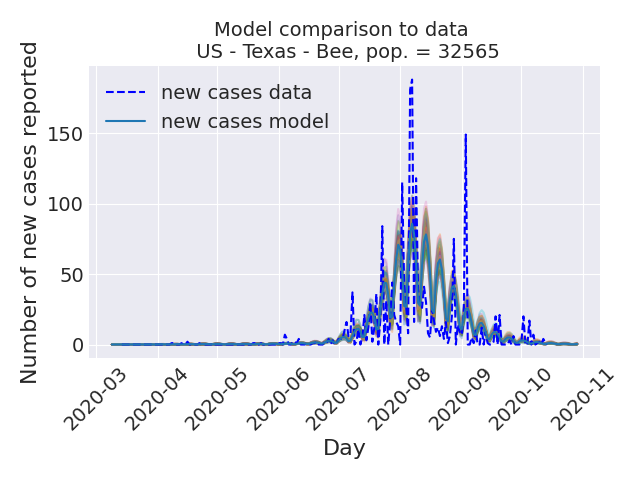 Model comparison to data
US - Texas - Bee, pop. = 32565
new cases data
new cases model
Number of new cases reported
150
100
50
0
2020-03
2020-04
2020-05
2020-06
2020-07
2020-08
2020-09
2020-10
2020-11
Day